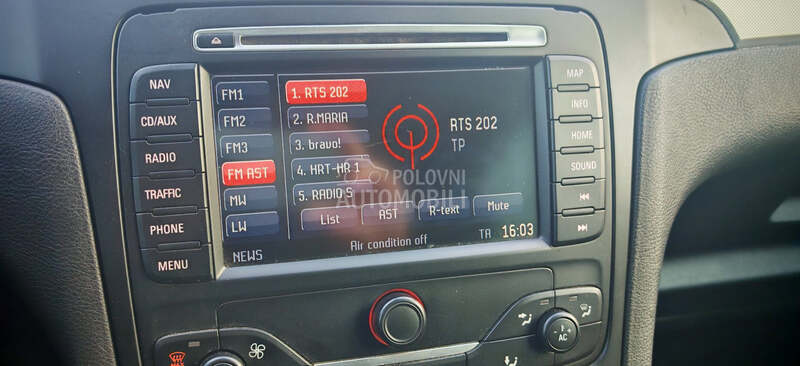 NAV
CD/AUX
RADIO
TRAFFIC
PHONE
MENU
FM1
FM2
FM3
FM AST
MW
LW
NEWS
1. RTS 202
2. R.MARIA
3. bravo!
4. HRT-HR 1
5. RADIO S
RTS 202
TP
POLOVNI
AUTOMOBILI
List
AST
R-text
Mute
Air condition off
TA 16:03
MAP
INFO
HOME
SOUND
AC